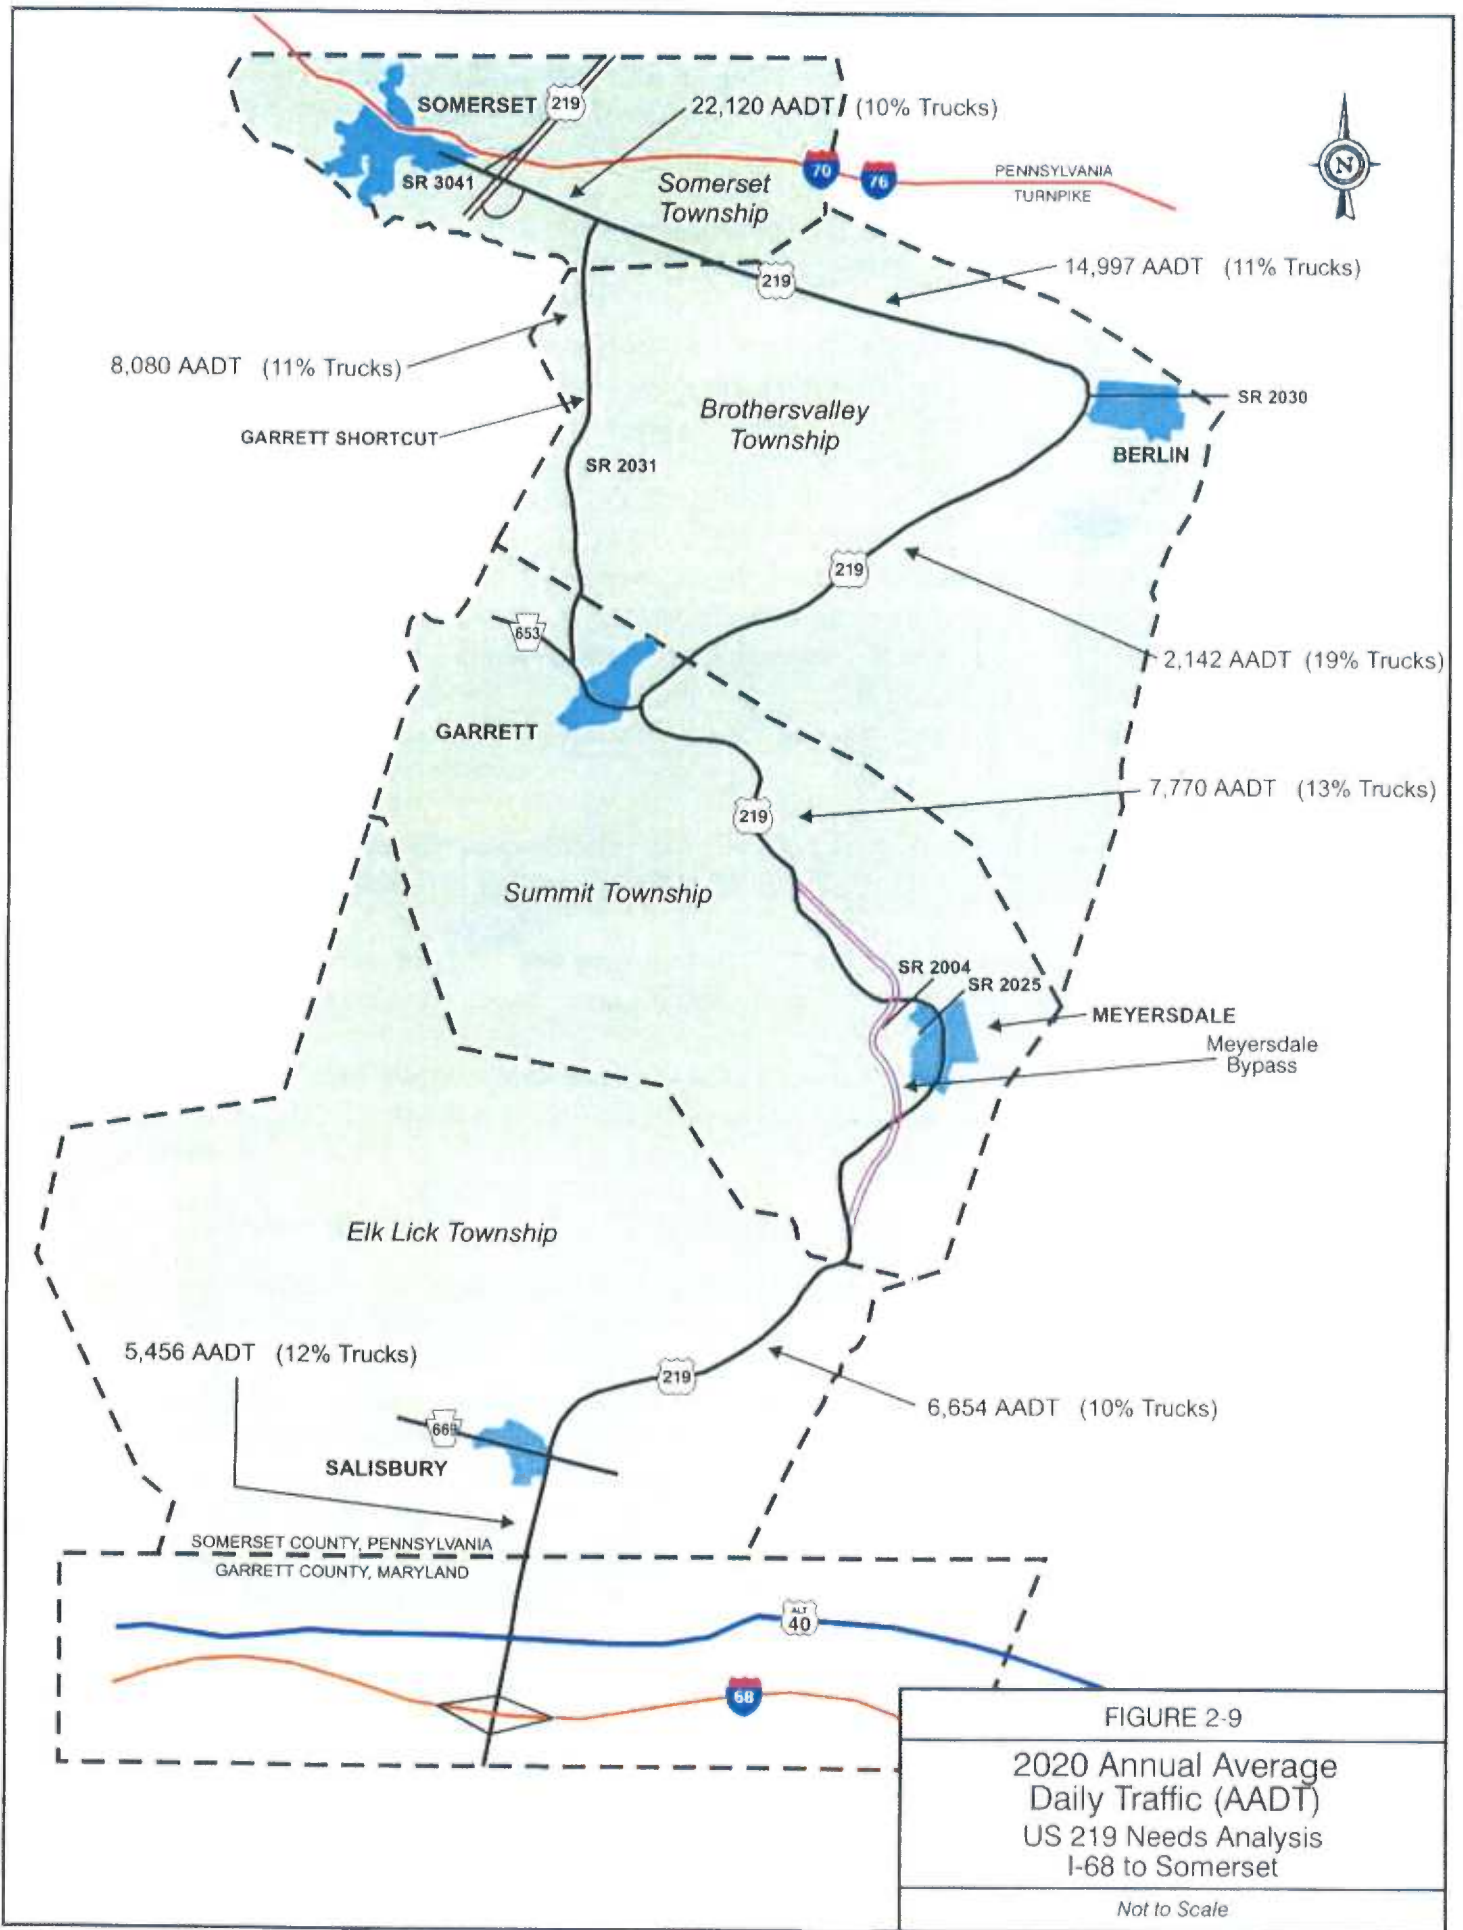 SOMERSET
219
22,120 AADT (10% Trucks)
SR 3041
Somerset
Township
70
76
PENNSYLVANIA
TURNPIKE
N
219
14,997 AADT (11% Trucks)
8,080 AADT (11% Trucks)
GARRETT SHORTCUT
Brothersvalley
Township
SR 2030
BERLIN
SR 2031
219
653
2,142 AADT (19% Trucks)
GARRETT
7,770 AADT (13% Trucks)
219
Summit Township
SR 2004
SR 2025
MEYERSDALE
Meyersdale
Bypass
Elk Lick Township
5,456 AADT (12% Trucks)
219
6,654 AADT (10% Trucks)
669
SALISBURY
SOMERSET COUNTY, PENNSYLVANIA
GARRETT COUNTY, MARYLAND
ALT
40
68
FIGURE 2-9
2020 Annual Average
Daily Traffic (AADT)
US 219 Needs Analysis
I-68 to Somerset
Not to Scale